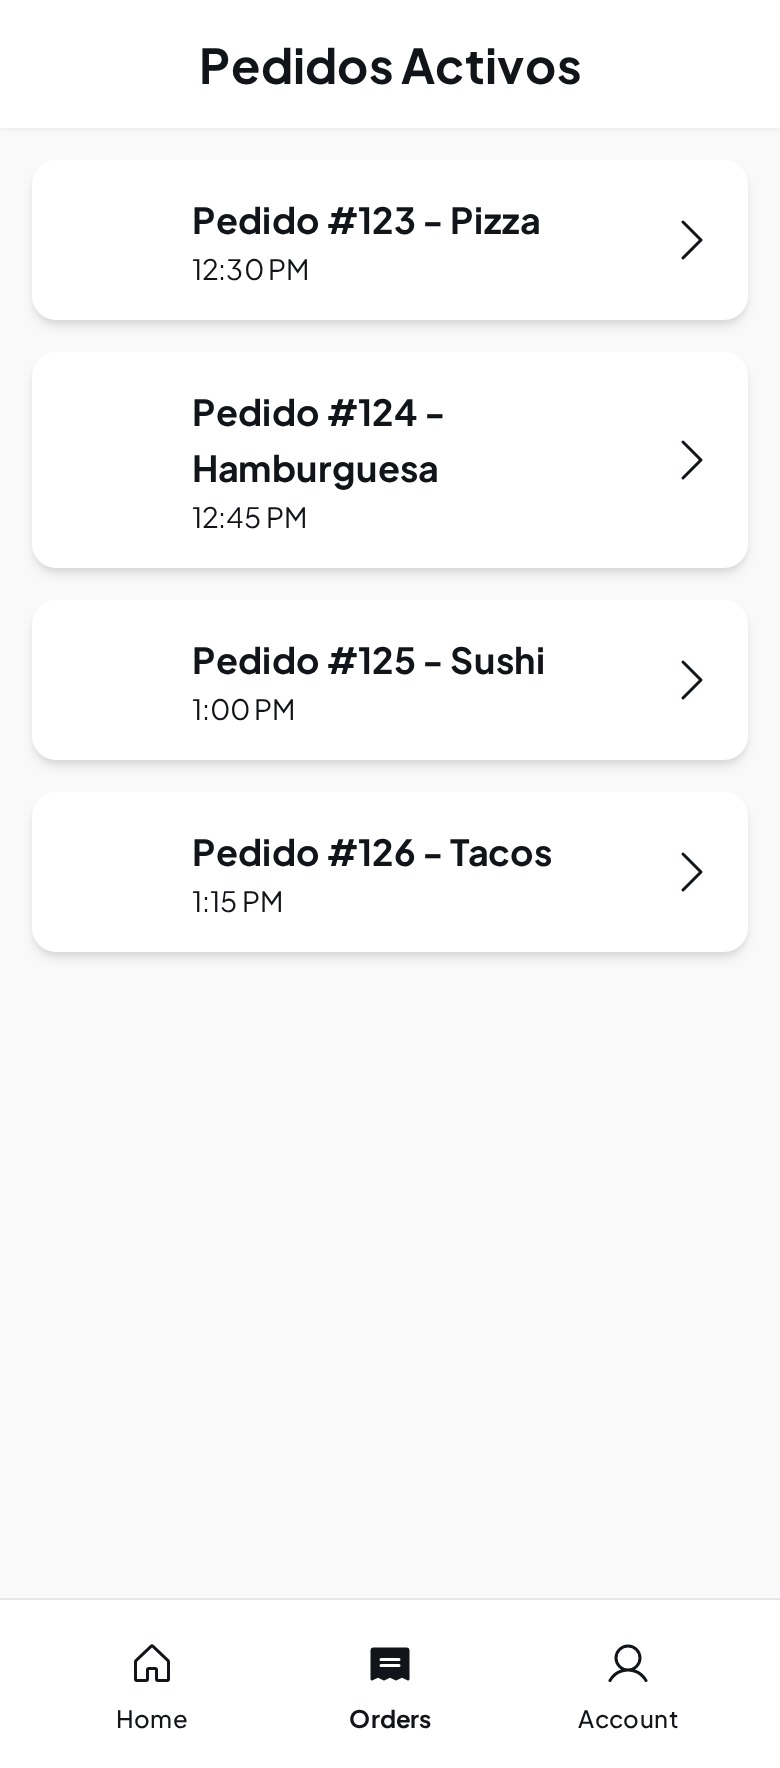 Pedidos Activos
Pedido #123 – Pizza
12:30 PM
Pedido #124 –
Hamburguesa
12:45 PM
Pedido #125 – Sushi
1:00 PM
Pedido #126 – Tacos
1:15 PM
Home
Orders
Account